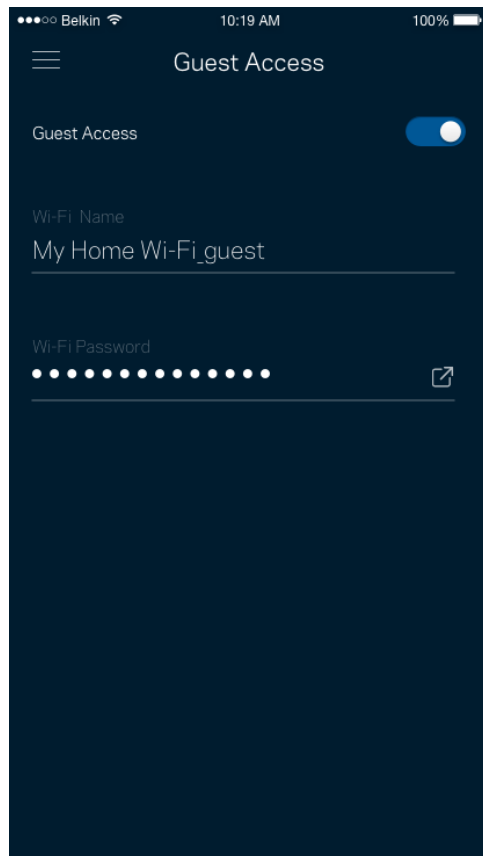 Belkin 10:19 AM 100%
Guest Access
Guest Access
Wi-Fi Name
My Home Wi-Fi_guest
Wi-Fi Password
••••••••••••••